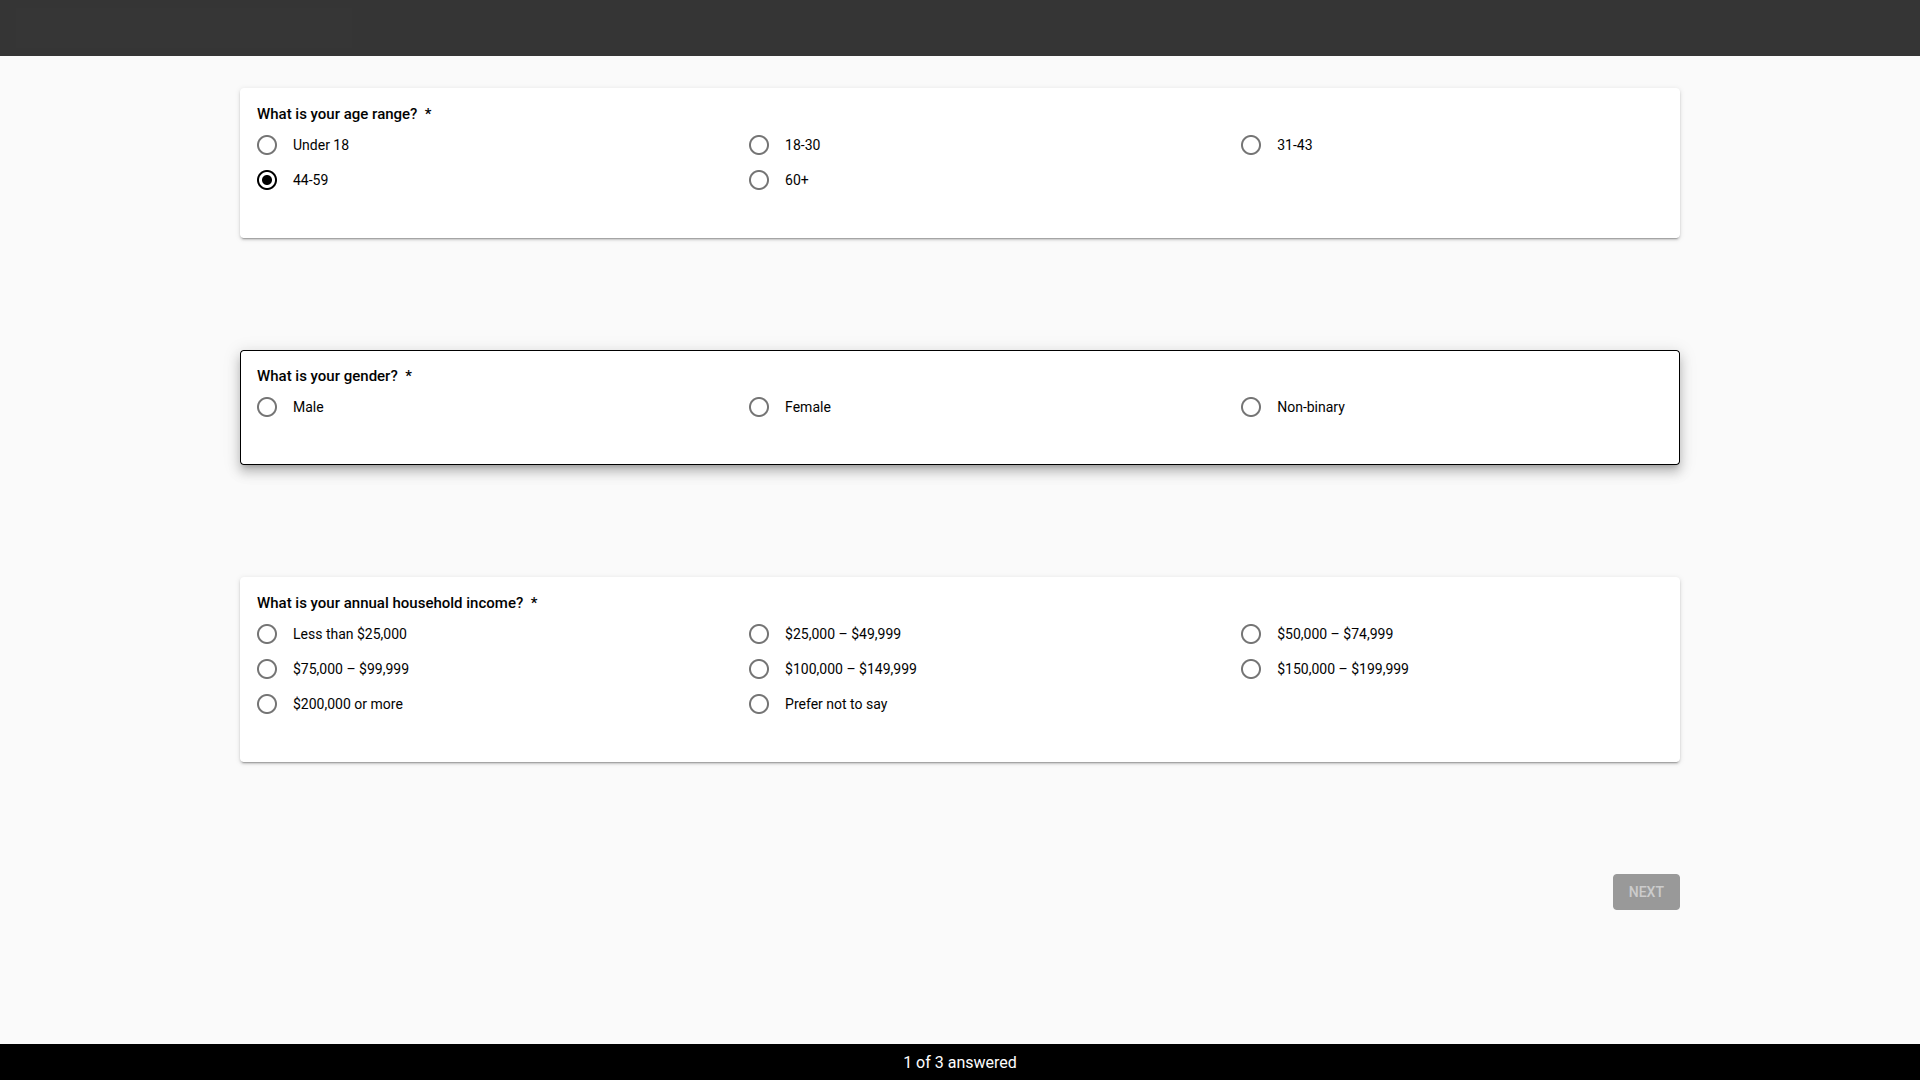 What is your age range? *
Under 18 18-30 31-43
44-59 60+
What is your gender? *
Male Female Non-binary
What is your annual household income? *
Less than $25,000 $25,000 – $49,999 $50,000 – $74,999
$75,000 – $99,999 $100,000 – $149,999 $150,000 – $199,999
$200,000 or more Prefer not to say
NEXT
1 of 3 answered